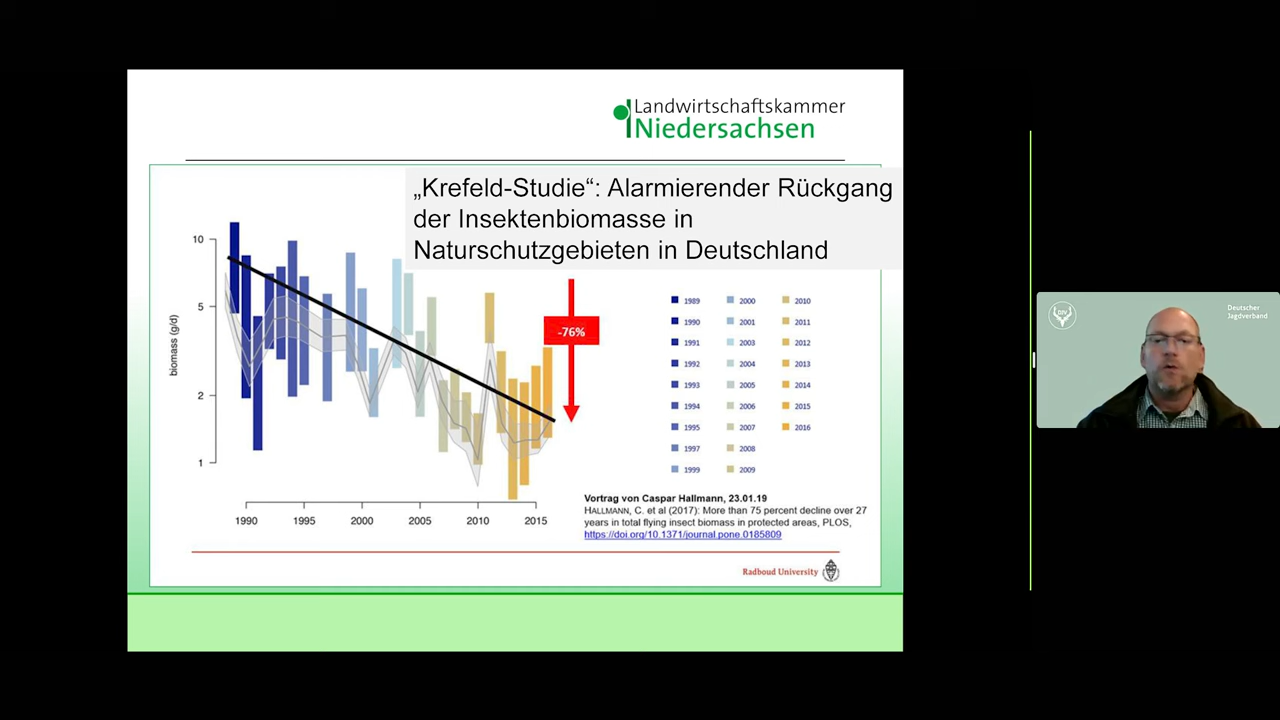 Landwirtschaftskammer
Niedersachsen
„Krefeld-Studie“: Alarmierender Rückgang
der Insektenbiomasse in
Naturschutzgebieten in Deutschland
10
5
2
1
biomass (g/d)
-76%
1990
1995
2000
2005
2010
2015
1989 2000 2010
1990 2001 2011
1991 2003 2012
1992 2004 2013
1993 2005 2014
1994 2006 2015
1995 2007 2016
1997 2008
1999 2009
Vortrag von Caspar Hallmann, 23.01.19
HALLMANN, C. et al (2017): More than 75 percent decline over 27
years in total flying insect biomass in protected areas, PLOS,
https://doi.org/10.1371/journal.pone.0185809
Radboud University
DJV
Deutscher
Jagdverband